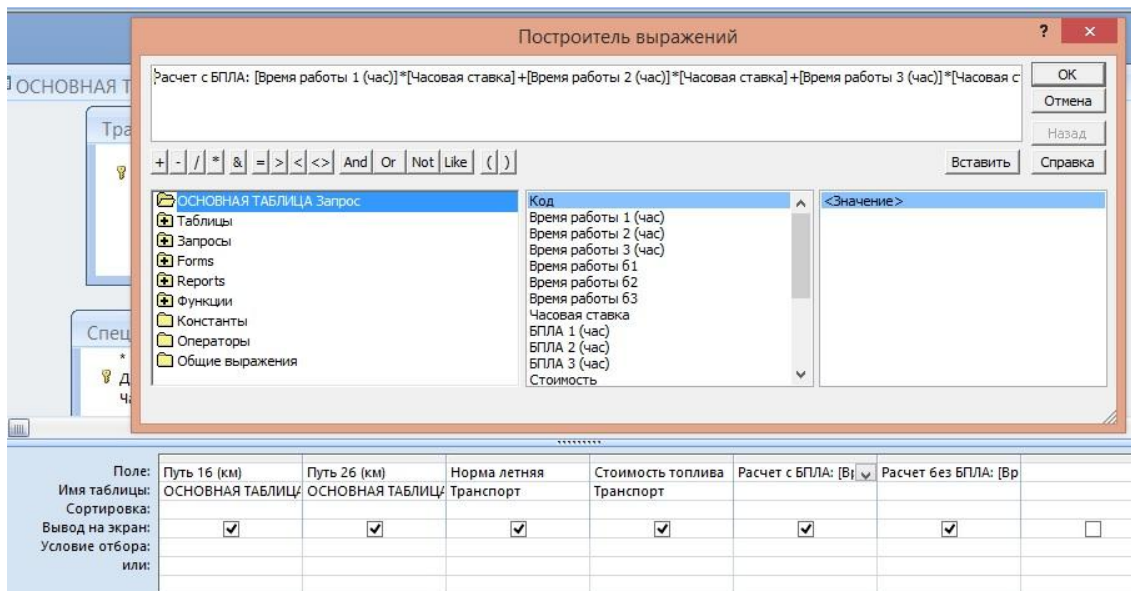 Построитель выражений
?
Расчет с БПЛА: [Время работы 1 (час)]*[Часовая ставка]+[Время работы 2 (час)]*[Часовая ставка]+[Время работы 3 (час)]*[Часовая ст
ОК
Отмена
Назад
ОСНОВНАЯ Т
Тра
+ - / * & = > < <> And Or Not Like ( ) Вставить Справка
ОСНОВНАЯ ТАБЛИЦА Запрос
Таблицы
Запросы
Forms
Reports
Функции
Константы
Операторы
Общие выражения
Код
Время работы 1 (час)
Время работы 2 (час)
Время работы 3 (час)
Время работы б1
Время работы б2
Время работы б3
Часовая ставка
БПЛА 1 (час)
БПЛА 2 (час)
БПЛА 3 (час)
Стоимость
<Значение>
Спец
*
Д
Ча
Поле: Путь 1б (км) Путь 2б (км) Норма летняя Стоимость топлива Расчет с БПЛА: [Вр Расчет без БПЛА: [Вр
Имя таблицы: ОСНОВНАЯ ТАБЛИЦА ОСНОВНАЯ ТАБЛИЦА Транспорт Транспорт
Сортировка:
Вывод на экран:
Условие отбора:
или: